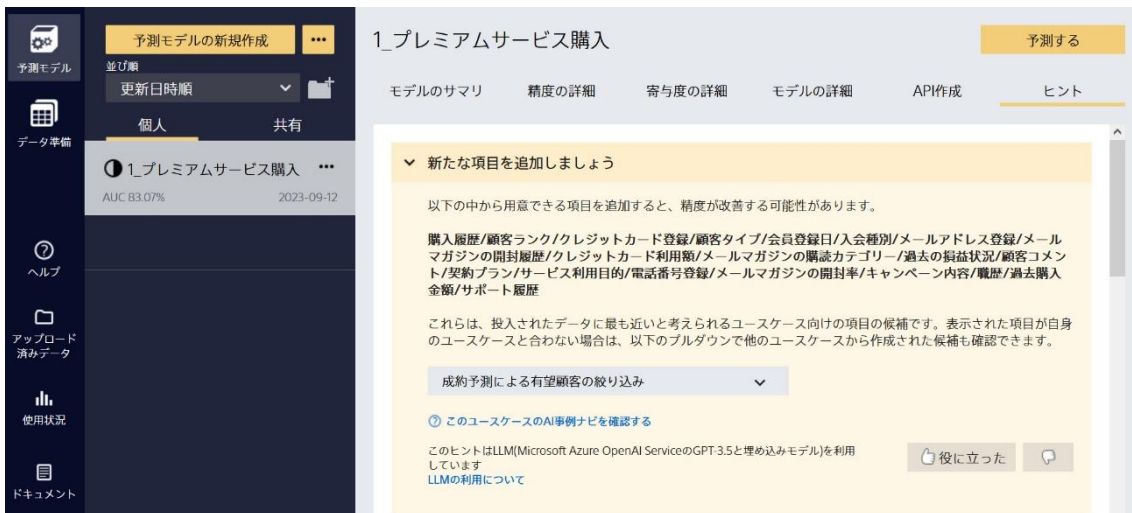 予測モデル
データ準備
ヘルプ
アップロード
済みデータ
使用状況
ドキュメント
予測モデルの新規作成
並び順
更新日時順
個人
共有
1_プレミアムサービス購入
AUC 83.07%
2023-09-12
1_プレミアムサービス購入
予測する
モデルのサマリ
精度の詳細
寄与度の詳細
モデルの詳細
API作成
ヒント
新たな項目を追加しましょう
以下の中から用意できる項目を追加すると、精度が改善する可能性があります。
購入履歴/顧客ランク/クレジットカード登録/顧客タイプ/会員登録日/入会種別/メールアドレス登録/メール
マガジンの開封履歴/クレジットカード利用額/メールマガジンの購読カテゴリー/過去の損益状況/顧客コメン
ト/契約プラン/サービス利用目的/電話番号登録/メールマガジンの開封率/キャンペーン内容/職歴/過去購入
金額/サポート履歴
これらは、投入されたデータに最も近いと考えられるユースケース向けの項目の候補です。表示された項目が自身
のユースケースと合わない場合は、以下のプルダウンで他のユースケースから作成された候補も確認できます。
成約予測による有望顧客の絞り込み
このユースケースのAI事例ナビを確認する
このヒントはLLM(Microsoft Azure OpenAI ServiceのGPT-3.5と埋め込みモデル)を利用
しています
LLMの利用について
役に立った